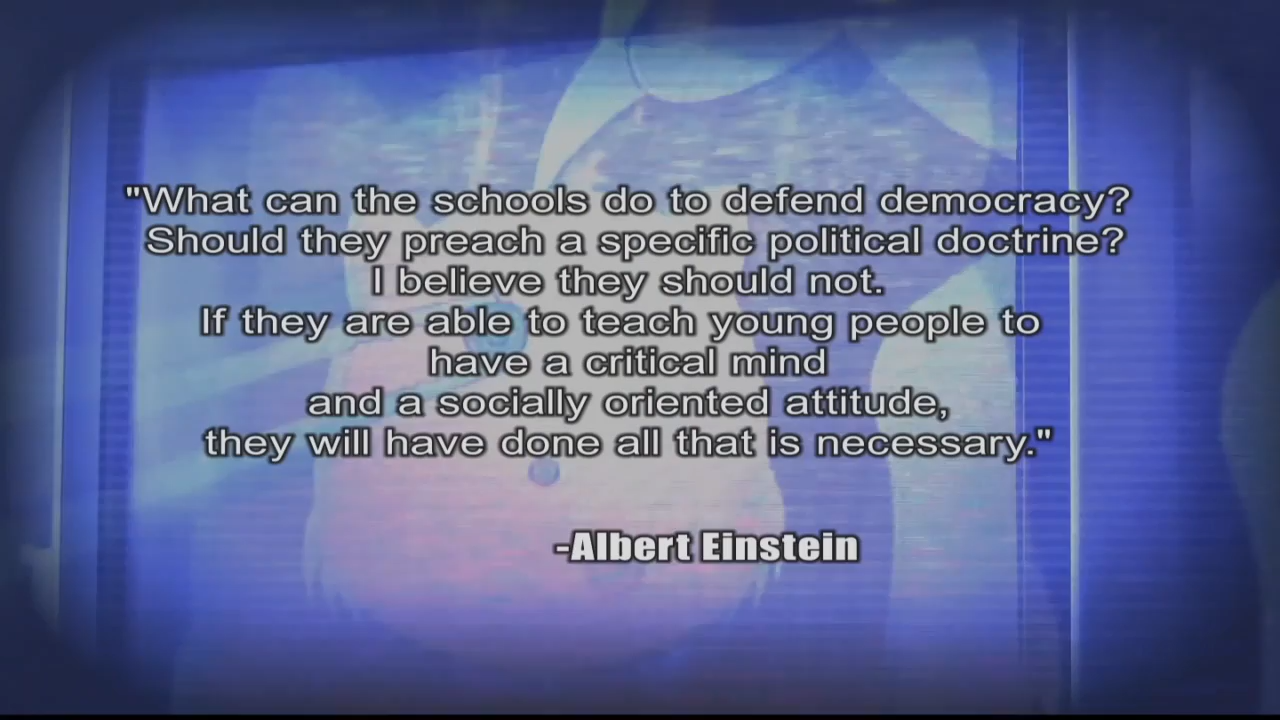 "What can the schools do to defend democracy?
Should they preach a specific political doctrine?
I believe they should not.
If they are able to teach young people to
have a critical mind
and a socially oriented attitude,
they will have done all that is necessary."
-Albert Einstein